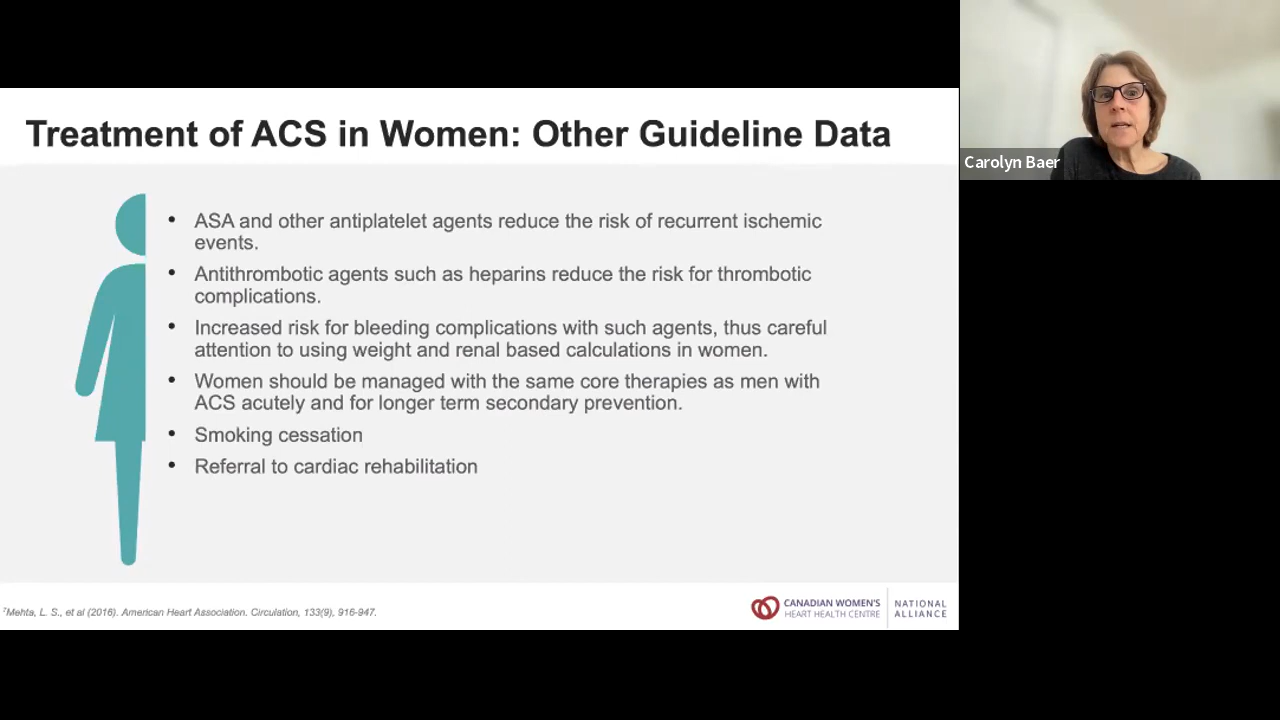 Treatment of ACS in Women: Other Guideline Data
• ASA and other antiplatelet agents reduce the risk of recurrent ischemic
events.
• Antithrombotic agents such as heparins reduce the risk for thrombotic
complications.
• Increased risk for bleeding complications with such agents, thus careful
attention to using weight and renal based calculations in women.
• Women should be managed with the same core therapies as men with
ACS acutely and for longer term secondary prevention.
• Smoking cessation
• Referral to cardiac rehabilitation
⁷Mehta, L. S., et al (2016). American Heart Association. Circulation, 133(9), 916-947.
CANADIAN WOMEN'S
HEART HEALTH CENTRE
NATIONAL
ALLIANCE
Carolyn Baer